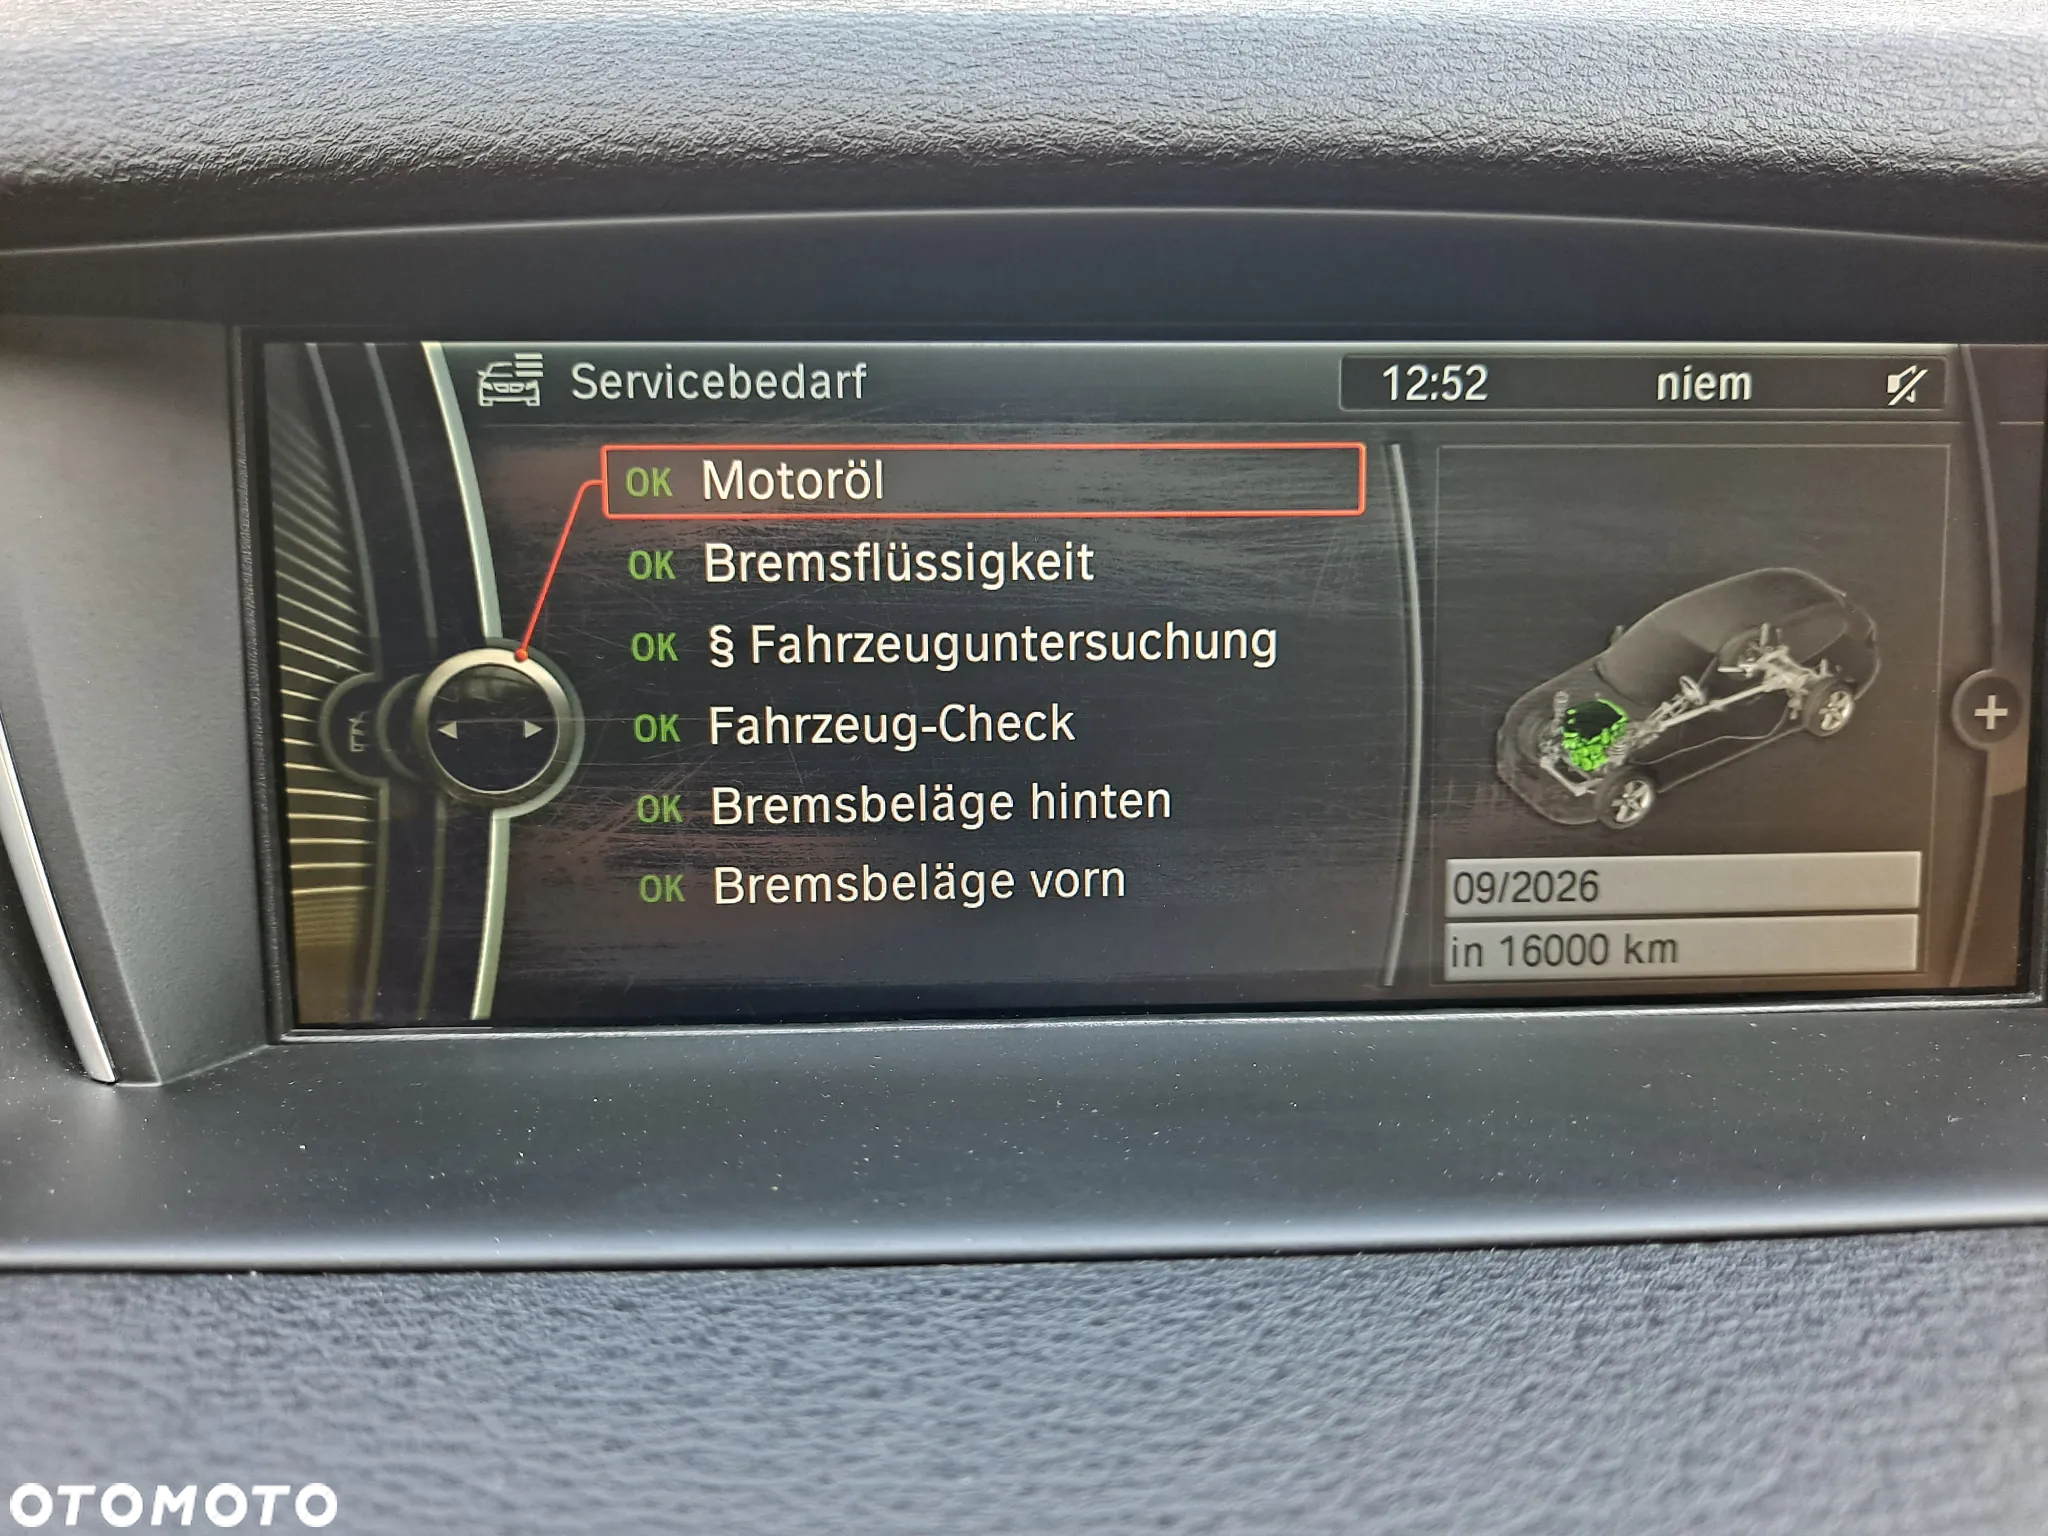 Servicebedarf
12:52 niem
OK Motoröl
OK Bremsflüssigkeit
OK § Fahrzeuguntersuchung
OK Fahrzeug-Check
OK Bremsbeläge hinten
OK Bremsbeläge vorn
+
09/2026
in 16000 km
OTOMOTO